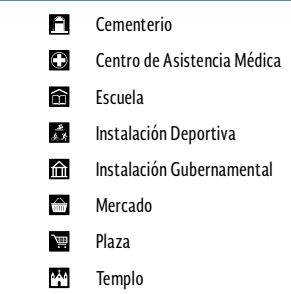 Cementerio
Centro de Asistencia Médica
Escuela
Instalación Deportiva
Instalación Gubernamental
Mercado
Plaza
Templo